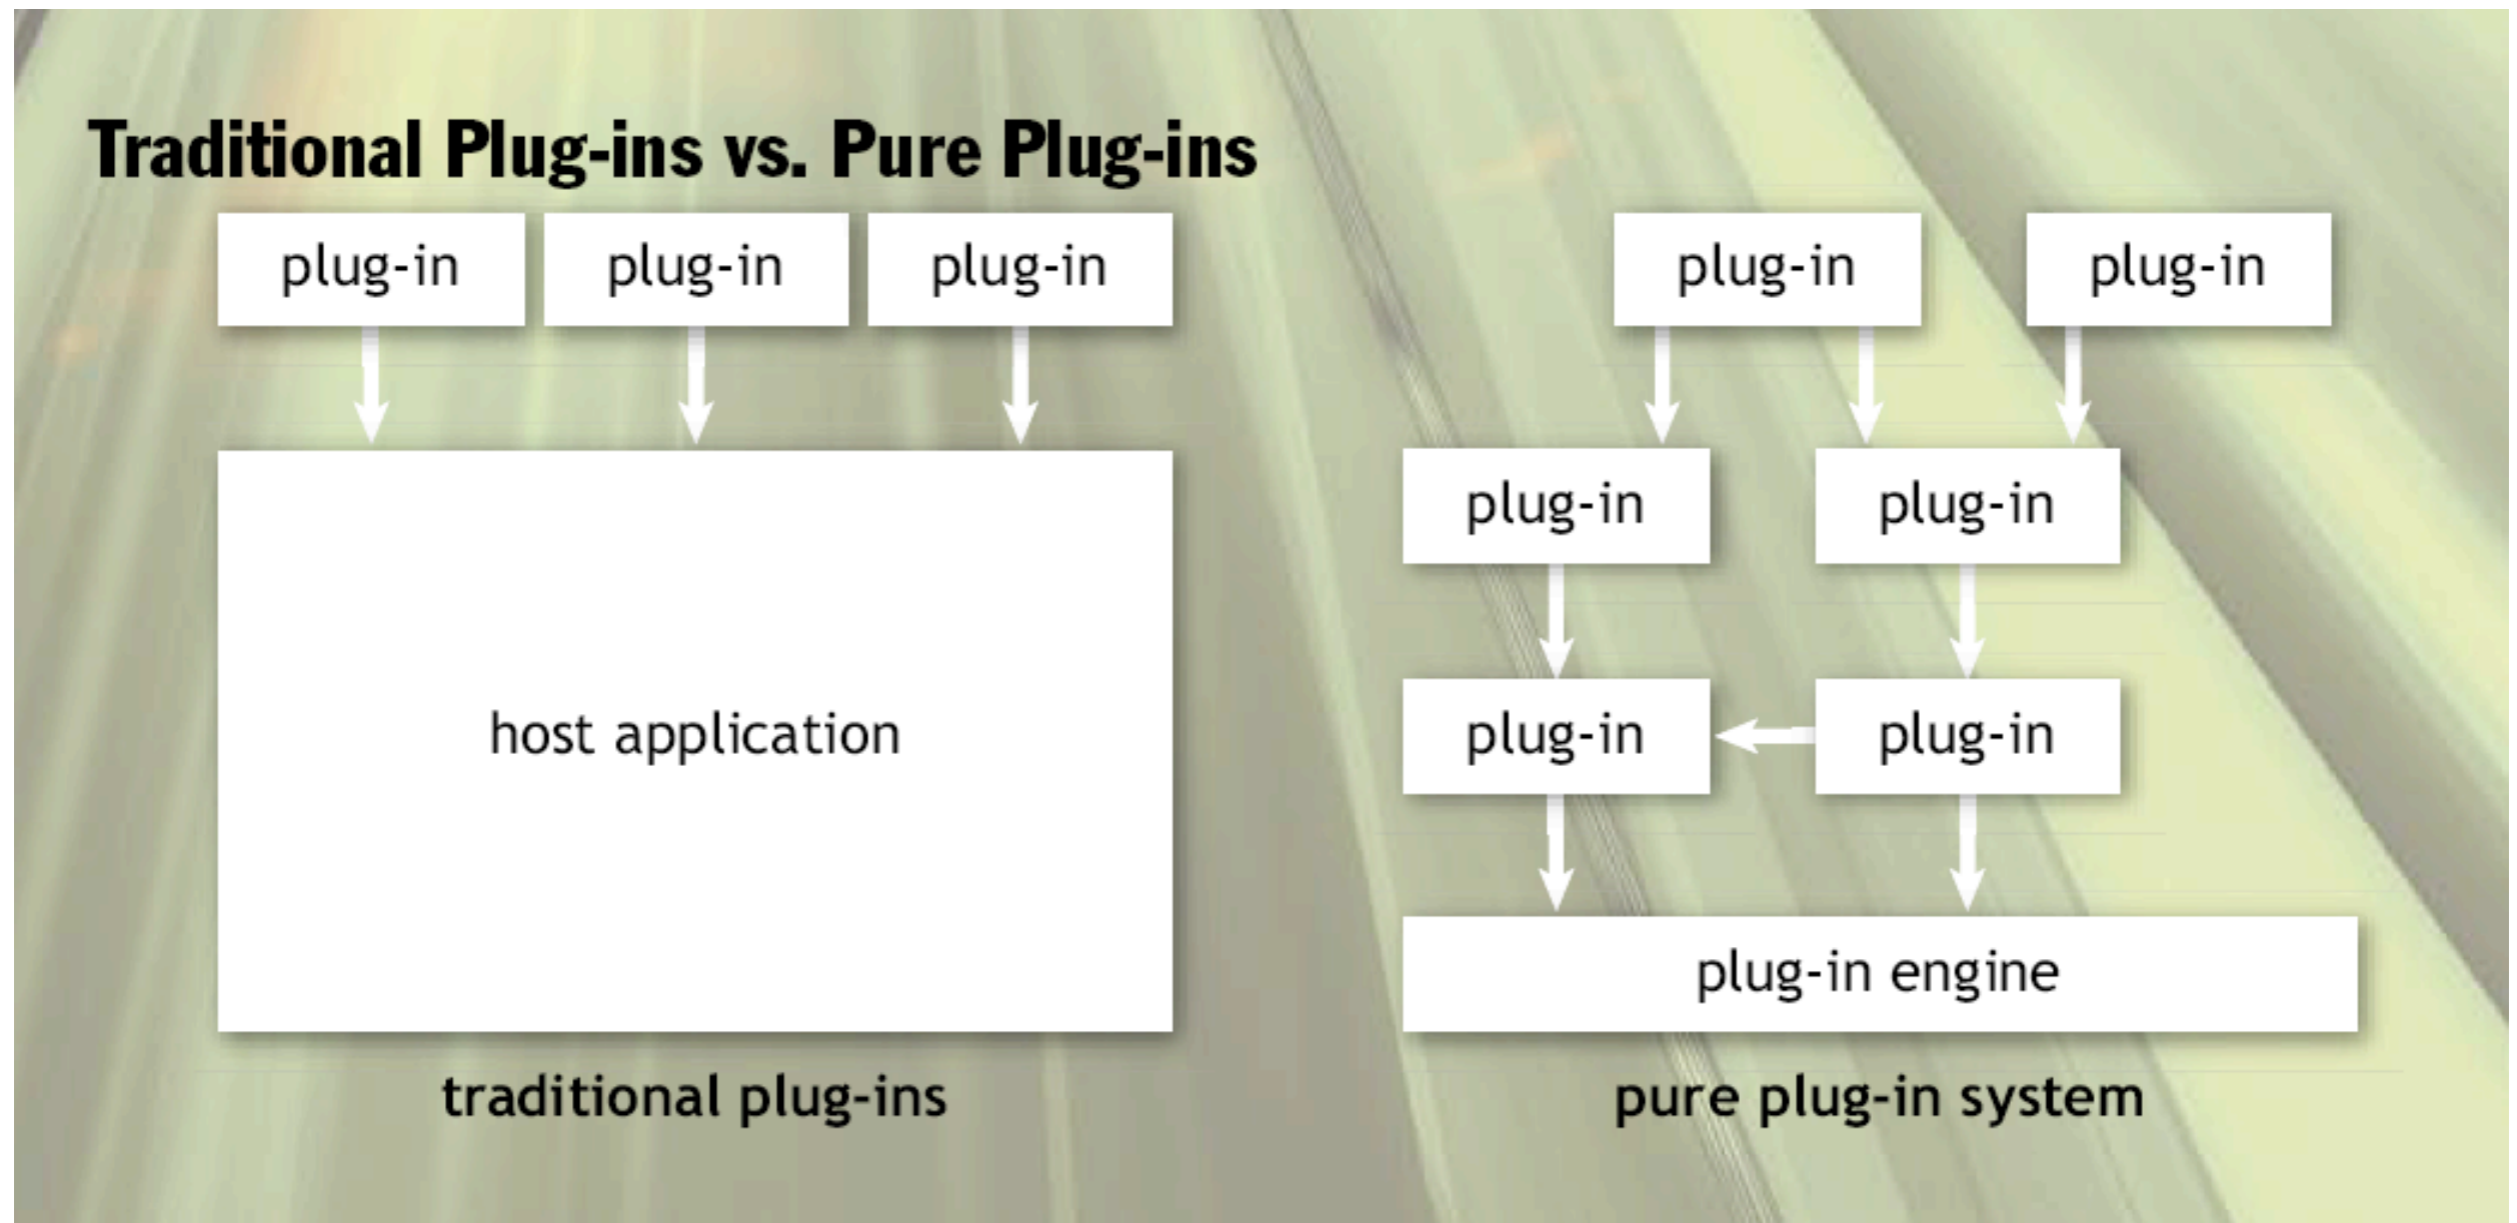 Traditional Plug-ins vs. Pure Plug-ins
plug-in plug-in plug-in
host application
traditional plug-ins
plug-in plug-in
plug-in plug-in
plug-in plug-in
plug-in engine
pure plug-in system